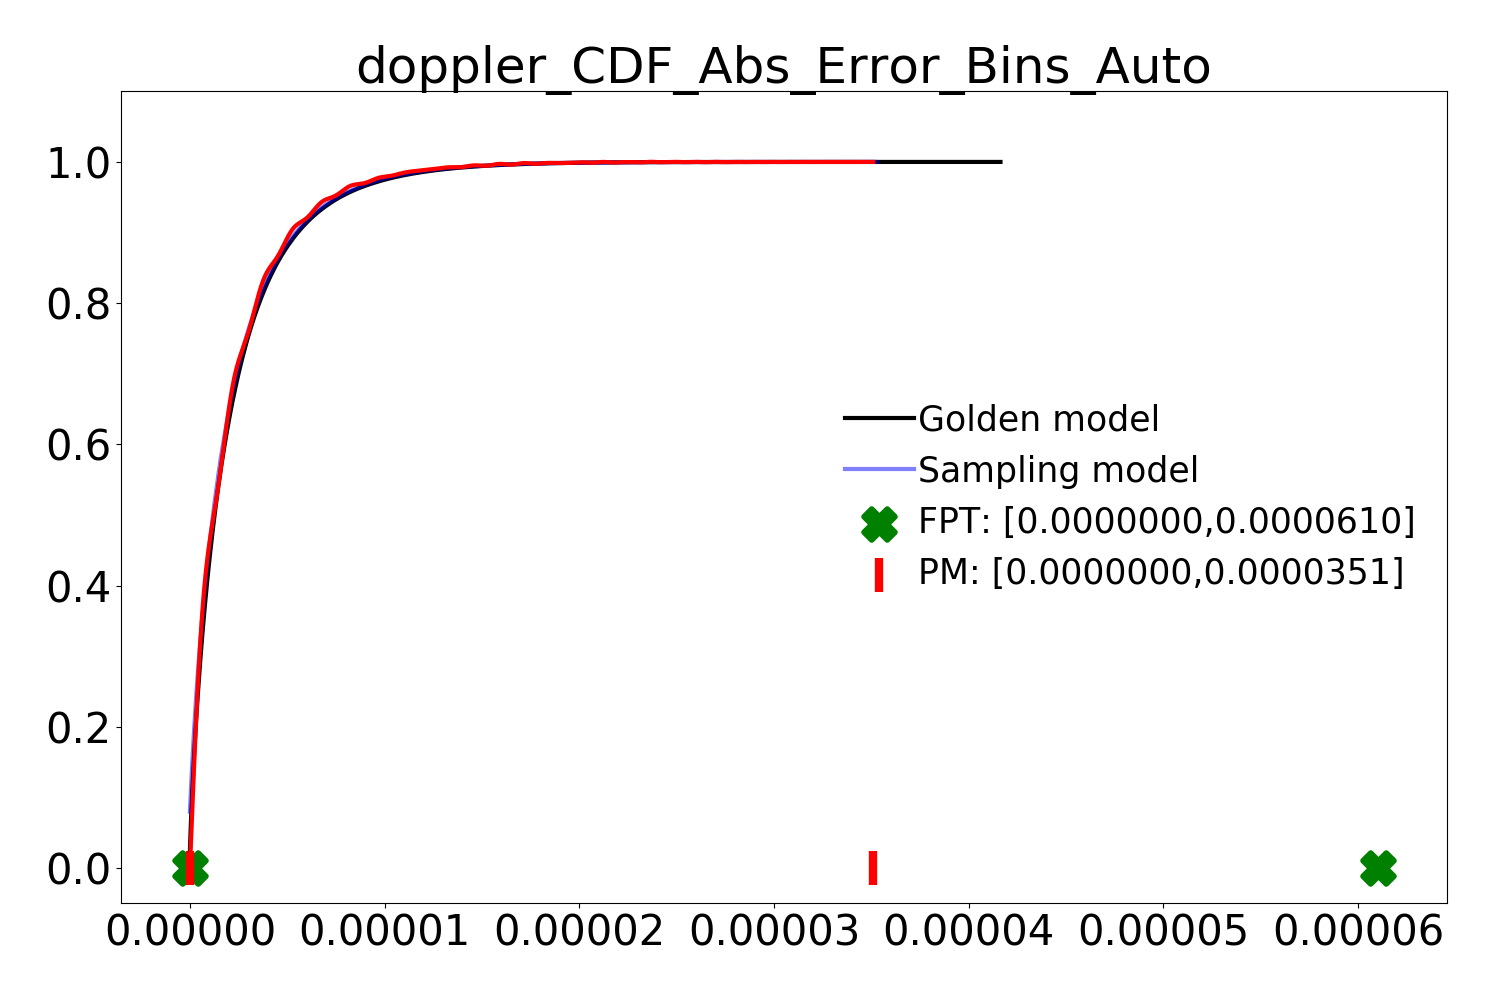 doppler_CDF_Abs_Error_Bins_Auto
1.0
0.8
0.6
0.4
0.2
0.0
Golden model
Sampling model
FPT: [0.0000000,0.0000610]
PM: [0.0000000,0.0000351]
0.00000 0.00001 0.00002 0.00003 0.00004 0.00005 0.00006